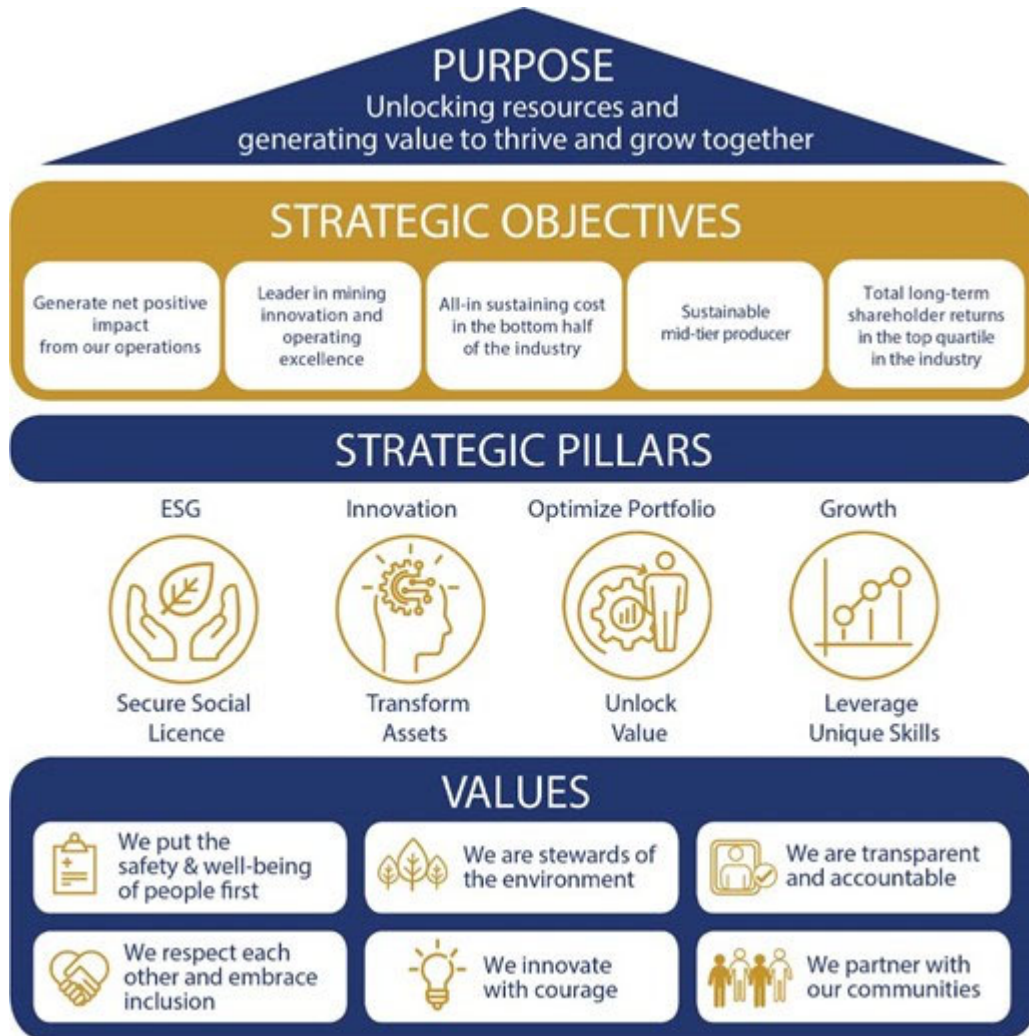 PURPOSE
Unlocking resources and
generating value to thrive and grow together
STRATEGIC OBJECTIVES
Generate net positive
impact
from our operations
Leader in mining
innovation and
operating
excellence
All-in sustaining cost
in the bottom half
of the industry
Sustainable
mid-tier producer
Total long-term
shareholder returns
in the top quartile
in the industry
STRATEGIC PILLARS
ESG
Secure Social
Licence
Innovation
Transform
Assets
Optimize Portfolio
Unlock
Value
Growth
Leverage
Unique Skills
VALUES
We put the
safety & well-being
of people first
We are stewards of
the environment
We are transparent
and accountable
We respect each
other and embrace
inclusion
We innovate
with courage
We partner with
our communities